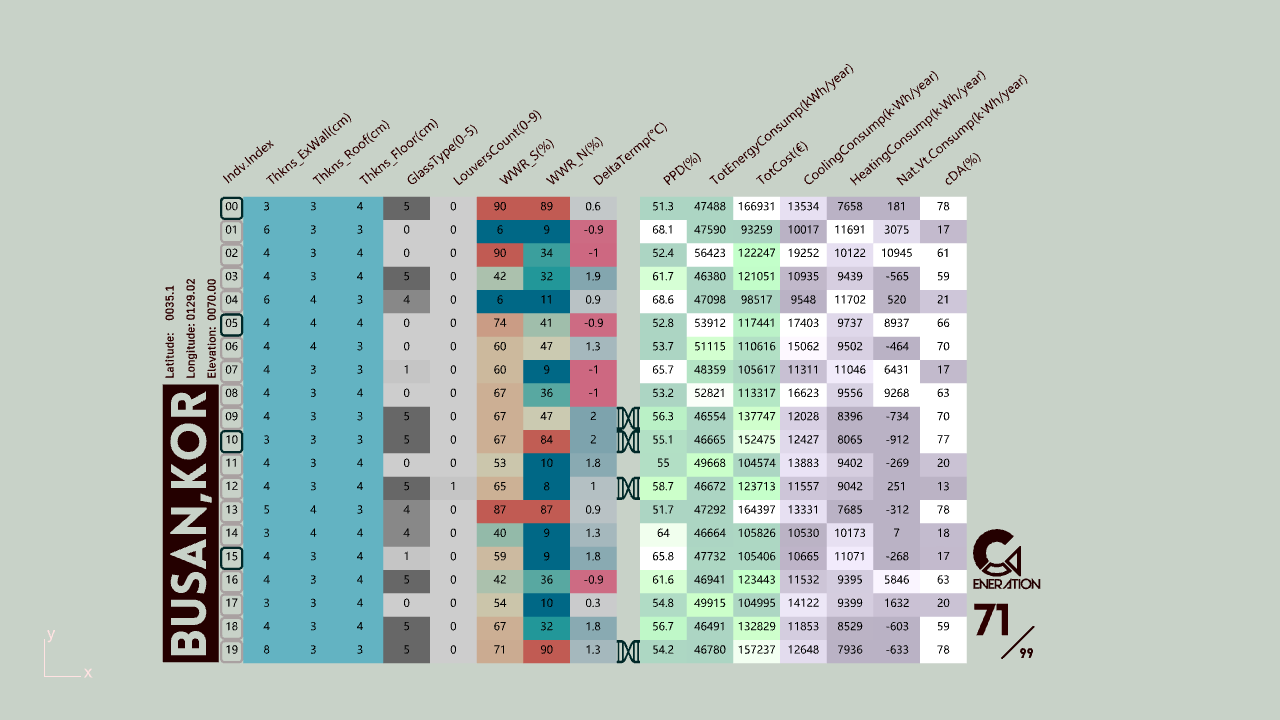 Indv.Index Thkns_ExWall(cm) Thkns_Roof(cm) Thkns_Floor(cm) GlassType(0-5) LouversCount(0-9) WWR_S(%) WWR_N(%) DeltaTermp(°C) PPD(%) TotEnergyConsump(kWh/year) TotCost(€) CoolingConsump(k·Wh/year) HeatingConsump(k·Wh/year) Nat.Vt.Consump(k·Wh/year) cDA(%)
00 3 3 4 5 0 90 89 0.6 51.3 47488 166931 13534 7658 181 78
01 6 3 3 0 0 6 9 -0.9 68.1 47590 93259 10017 11691 3075 17
02 4 3 4 0 0 90 34 -1 52.4 56423 122247 19252 10122 10945 61
03 4 3 4 5 0 42 32 1.9 61.7 46380 121051 10935 9439 -565 59
04 6 4 3 4 0 6 11 0.9 68.6 47098 98517 9548 11702 520 21
05 4 4 4 0 0 74 41 -0.9 52.8 53912 117441 17403 9737 8937 66
06 4 4 3 0 0 60 47 1.3 53.7 51115 110616 15062 9502 -464 70
07 4 3 3 1 0 60 9 -1 65.7 48359 105617 11311 11046 6431 17
08 4 3 4 0 0 67 36 -1 53.2 52821 113317 16623 9556 9268 63
09 4 3 3 5 0 67 47 2 56.3 46554 137747 12028 8396 -734 70
10 3 3 3 5 0 67 84 2 55.1 46665 152475 12427 8065 -912 77
11 4 3 4 0 0 53 10 1.8 55 49668 104574 13883 9402 -269 20
12 4 3 4 5 1 65 8 1 58.7 46672 123713 11557 9042 251 13
13 5 4 3 4 0 87 87 0.9 51.7 47292 164397 13331 7685 -312 78
14 3 4 4 4 0 40 9 1.3 64 46664 105826 10530 10173 7 18
15 4 3 4 1 0 59 9 1.8 65.8 47732 105406 10665 11071 -268 17
16 4 3 4 5 0 42 36 -0.9 61.6 46941 123443 11532 9395 5846 63
17 3 3 4 0 0 54 10 0.3 54.8 49915 104995 14122 9399 1632 20
18 4 3 3 5 0 67 32 1.8 56.7 46491 132829 11853 8529 -603 59
19 8 3 3 5 0 71 90 1.3 54.2 46780 157237 12648 7936 -633 78
Latitude: 0035.1
Longitude: 0129.02
Elevation: 0070.00
BUSAN,KOR
ENERATION
71/99
y
x